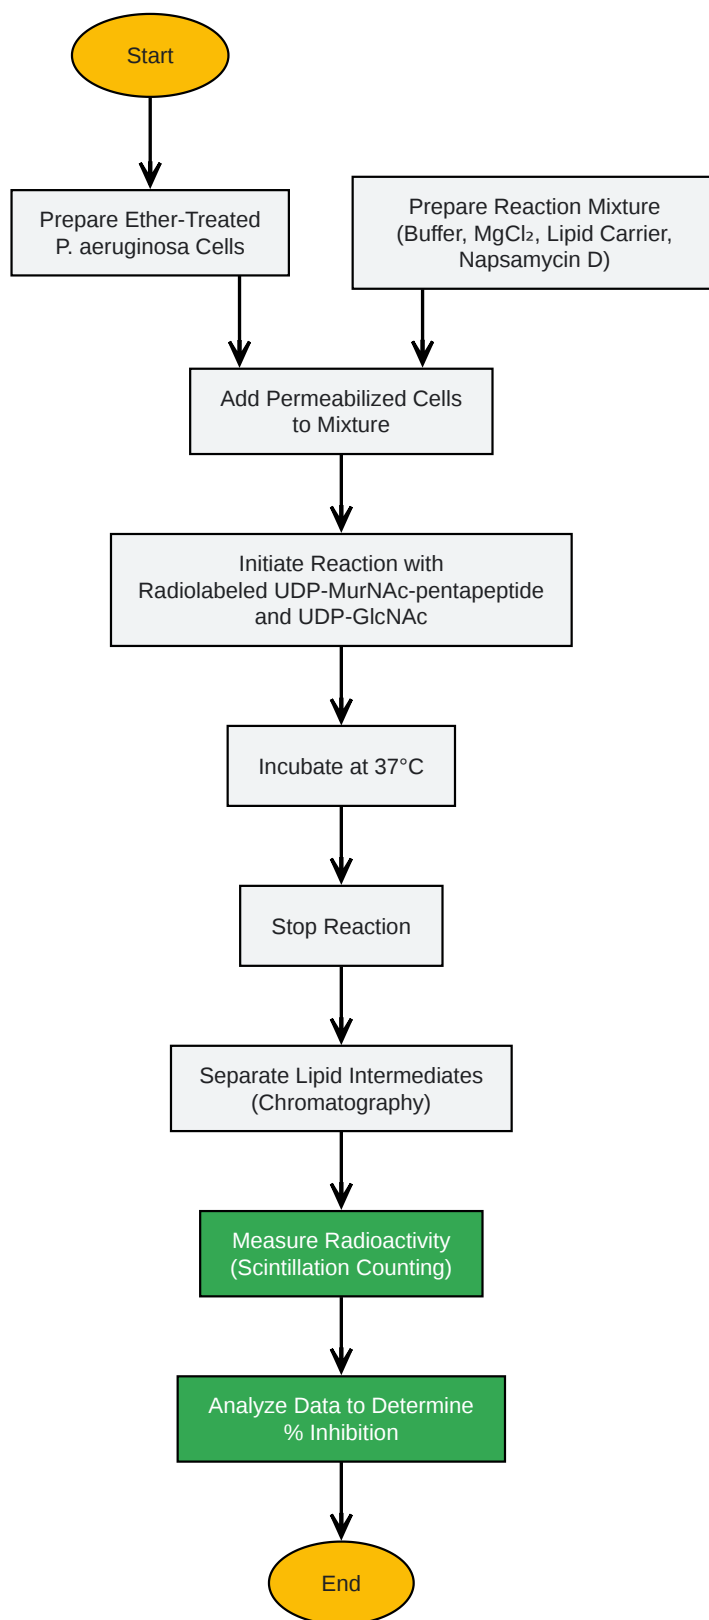 Start
Prepare Ether-Treated
P. aeruginosa Cells
Prepare Reaction Mixture
(Buffer, MgCl₂, Lipid Carrier,
Napsamycin D)
Add Permeabilized Cells
to Mixture
Initiate Reaction with
Radiolabeled UDP-MurNAc-pentapeptide
and UDP-GlcNAc
Incubate at 37°C
Stop Reaction
Separate Lipid Intermediates
(Chromatography)
Measure Radioactivity
(Scintillation Counting)
Analyze Data to Determine
% Inhibition
End